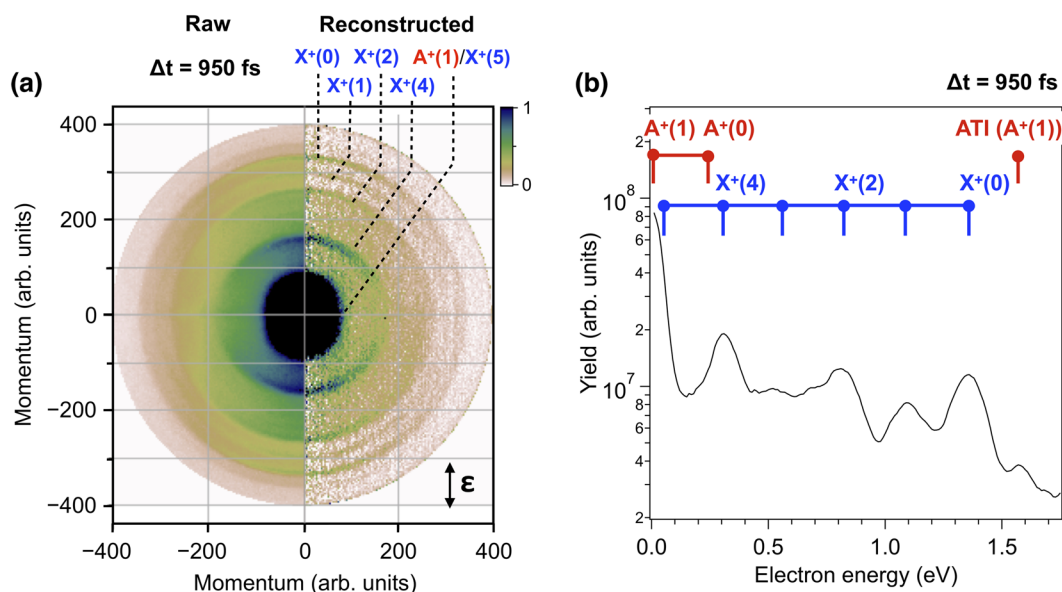 Raw
Reconstructed
Δt = 950 fs
X⁺(0) X⁺(2) A⁺(1)/X⁺(5)
X⁺(1) X⁺(4)
(a)
1
0
400
200
0
−200
−400
Momentum (arb. units)
ε
−400 −200 0 200 400
Momentum (arb. units)
(b)
Δt = 950 fs
A⁺(1) A⁺(0) ATI (A⁺(1))
X⁺(4) X⁺(2) X⁺(0)
2
10⁸
8
6
4
2
10⁷
8
6
4
2
Yield (arb. units)
0.0 0.5 1.0 1.5
Electron energy (eV)